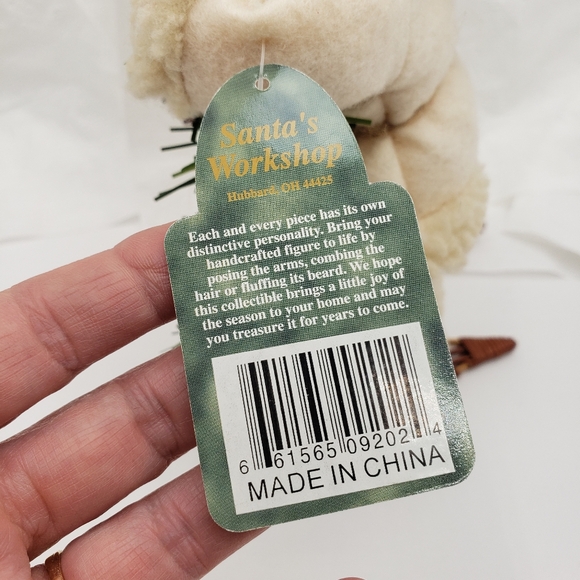 Santa's
Workshop
Hubbard, OH 44425
Each and every piece has its own
distinctive personality. Bring your
handcrafted figure to life by
posing the arms, combing the
hair or fluffing its beard. We hope
this collectible brings a little joy of
the season to your home and may
you treasure it for years to come.
6 61565 09202 4
MADE IN CHINA